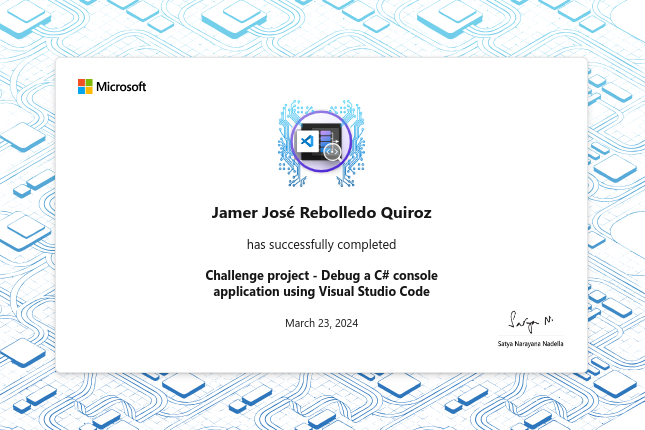 Microsoft
Jamer José Rebolledo Quiroz
has successfully completed
Challenge project - Debug a C# console
application using Visual Studio Code
March 23, 2024
Satya N.
Satya Narayana Nadella